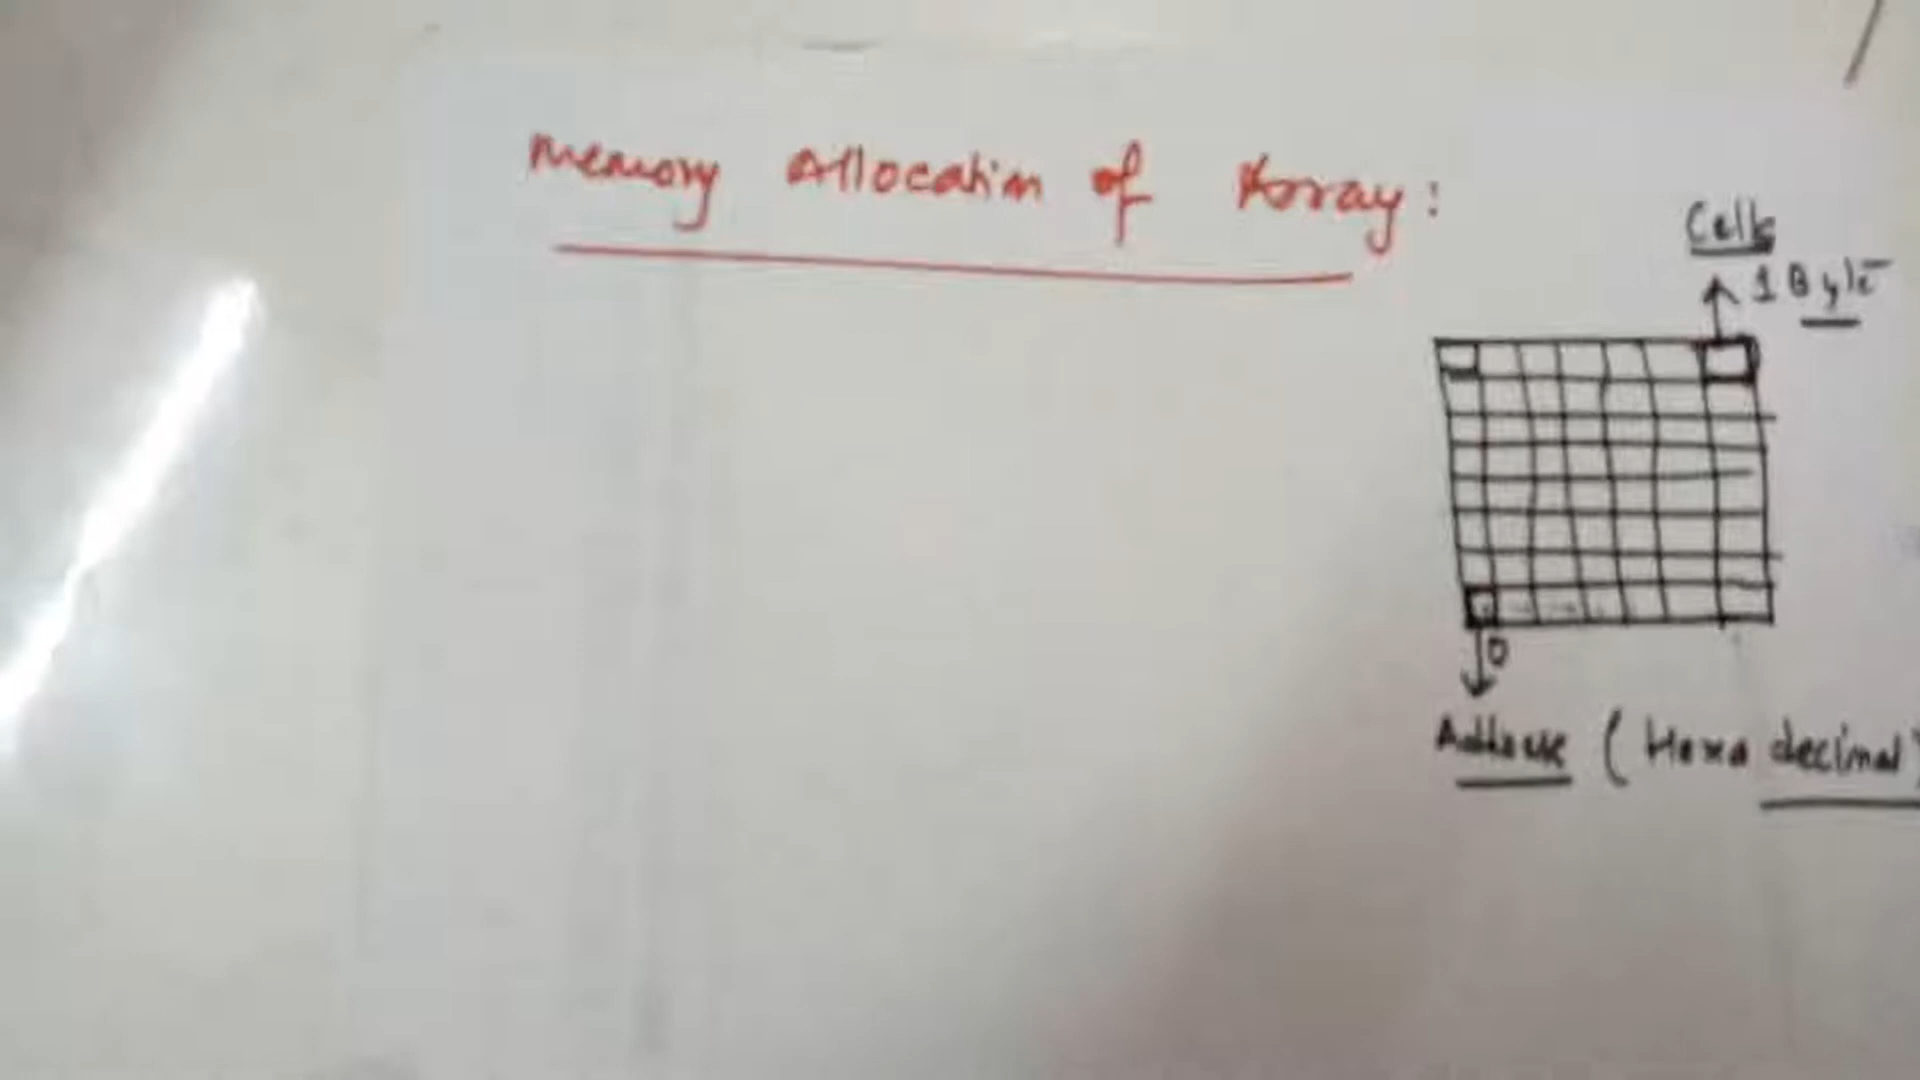 Memory Allocation of Array:
Cells
1 Byte
0
Address (Hexa decimal)